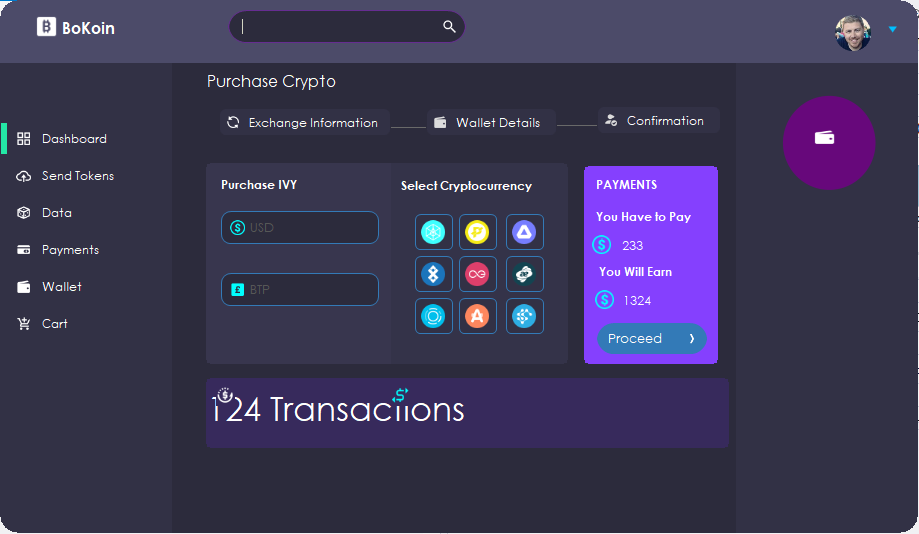 BoKoin
Purchase Crypto
Exchange Information
Wallet Details
Confirmation
Dashboard
Send Tokens
Data
Payments
Wallet
Cart
Purchase IVY
USD
BTP
Select Cryptocurrency
PAYMENTS
You Have to Pay
233
You Will Earn
1324
Proceed
124 Transactions